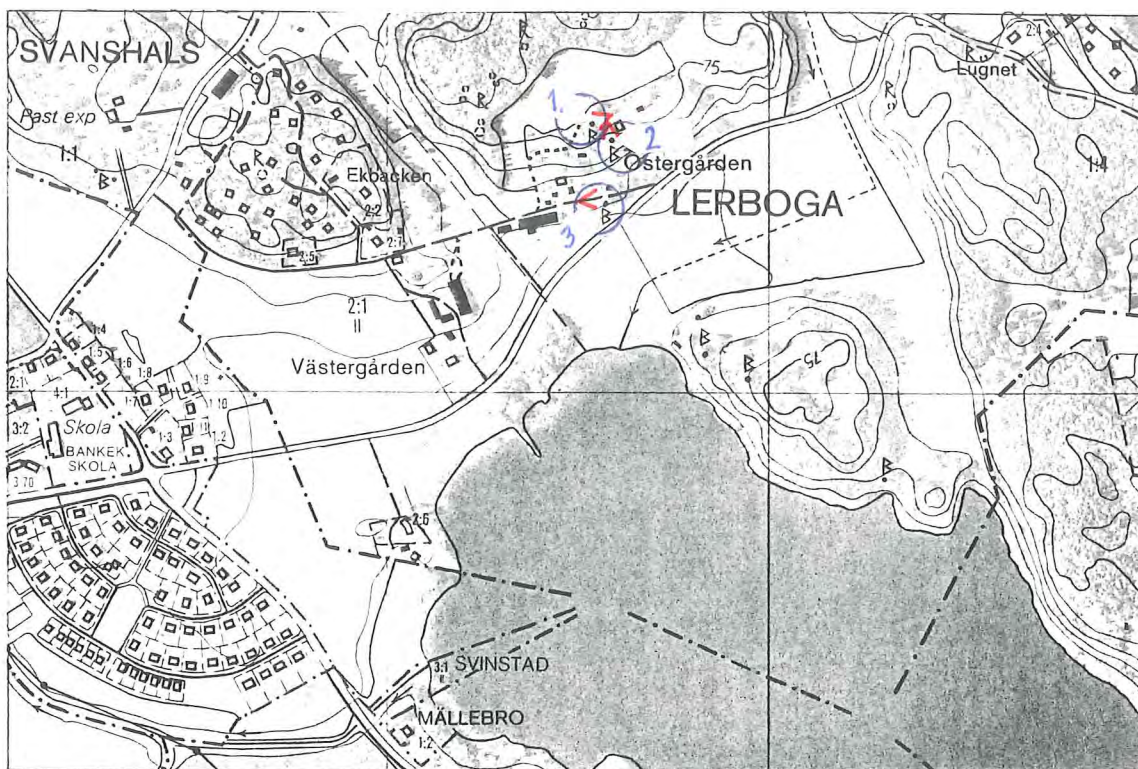 SVANSHALS
Past exp
1:1
R
R
75
1.
2
3
R
Östergården
LERBOGA
Lugnet
2:4
R
1:4
Ekbacken
2:2
2:7
2:5
2:1
II
Västergården
75
1:4
1:5
1:6
1:8
1:9
1:7
1:10
1:2
1:3
2:1
4:1
3:2
Skola
BANKEK
SKOLA
3:70
2:6
3:1
II
SVINSTAD
MÄLLEBRO
1:2